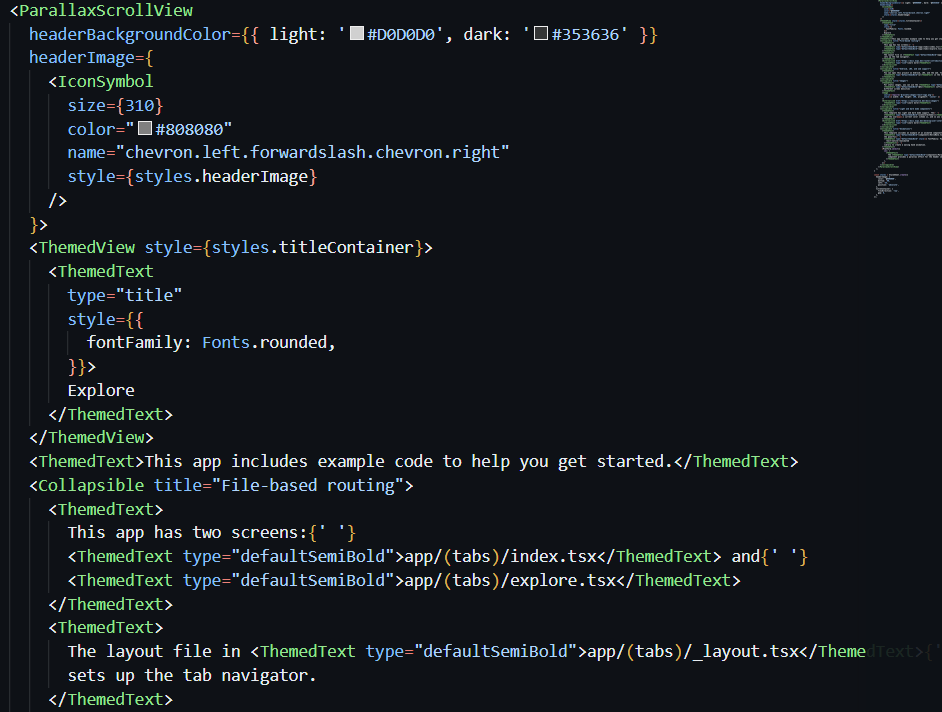 <ParallaxScrollView
  headerBackgroundColor={{ light: '#D0D0D0', dark: '#353636' }}
  headerImage={
    <IconSymbol
      size={310}
      color="#808080"
      name="chevron.left.forwardslash.chevron.right"
      style={styles.headerImage}
    />
  }>
  <ThemedView style={styles.titleContainer}>
    <ThemedText
      type="title"
      style={{
        fontFamily: Fonts.rounded,
      }}>
      Explore
    </ThemedText>
  </ThemedView>
  <ThemedText>This app includes example code to help you get started.</ThemedText>
  <Collapsible title="File-based routing">
    <ThemedText>
      This app has two screens:{' '}
      <ThemedText type="defaultSemiBold">app/(tabs)/index.tsx</ThemedText> and{' '}
      <ThemedText type="defaultSemiBold">app/(tabs)/explore.tsx</ThemedText>
    </ThemedText>
    <ThemedText>
      The layout file in <ThemedText type="defaultSemiBold">app/(tabs)/_layout.tsx</ThemedText>{'
      sets up the tab navigator.
    </ThemedText>